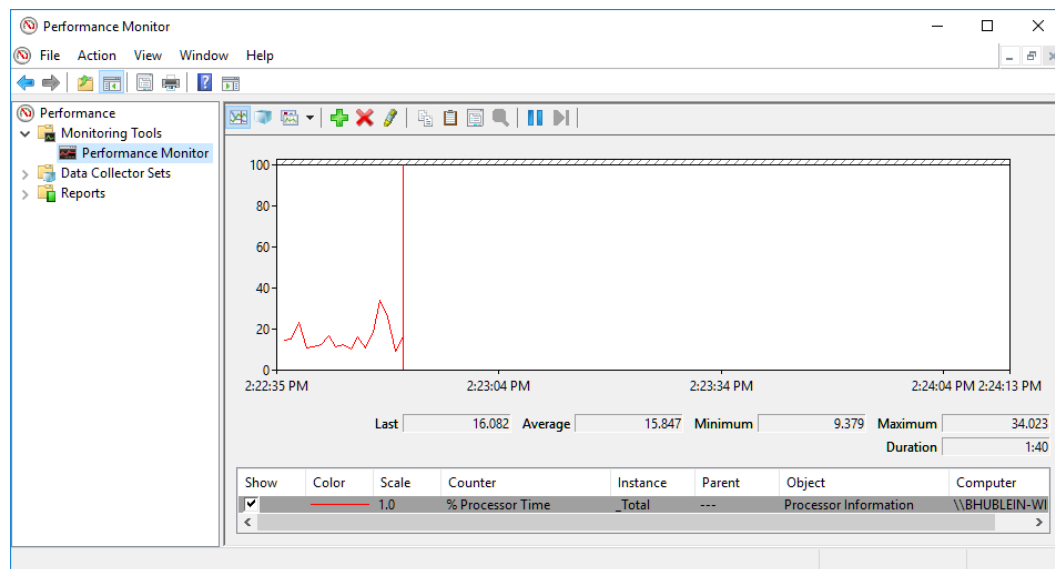 Performance Monitor
File Action View Window Help
Performance
Monitoring Tools
Performance Monitor
Data Collector Sets
Reports
100
80
60
40
20
0
2:22:35 PM 2:23:04 PM 2:23:34 PM 2:24:04 PM 2:24:13 PM
Last 16.082 Average 15.847 Minimum 9.379 Maximum 34.023
Duration 1:40
Show Color Scale Counter Instance Parent Object Computer
1.0 % Processor Time _Total --- Processor Information \\BHUBLEIN-WI